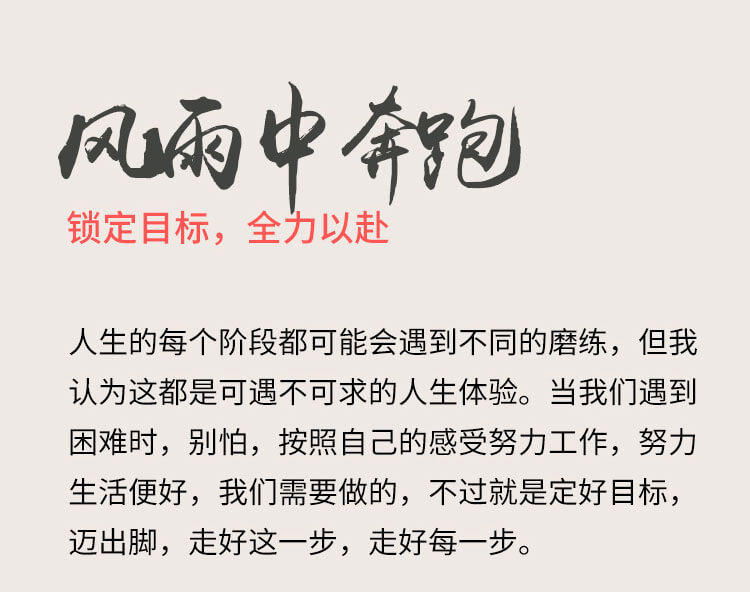 风雨中奔跑
锁定目标，全力以赴
人生的每个阶段都可能会遇到不同的磨练，但我
认为这都是可遇不可求的人生体验。当我们遇到
困难时，别怕，按照自己的感受努力工作，努力
生活便好，我们需要做的，不过就是定好目标，
迈出脚，走好这一步，走好每一步。